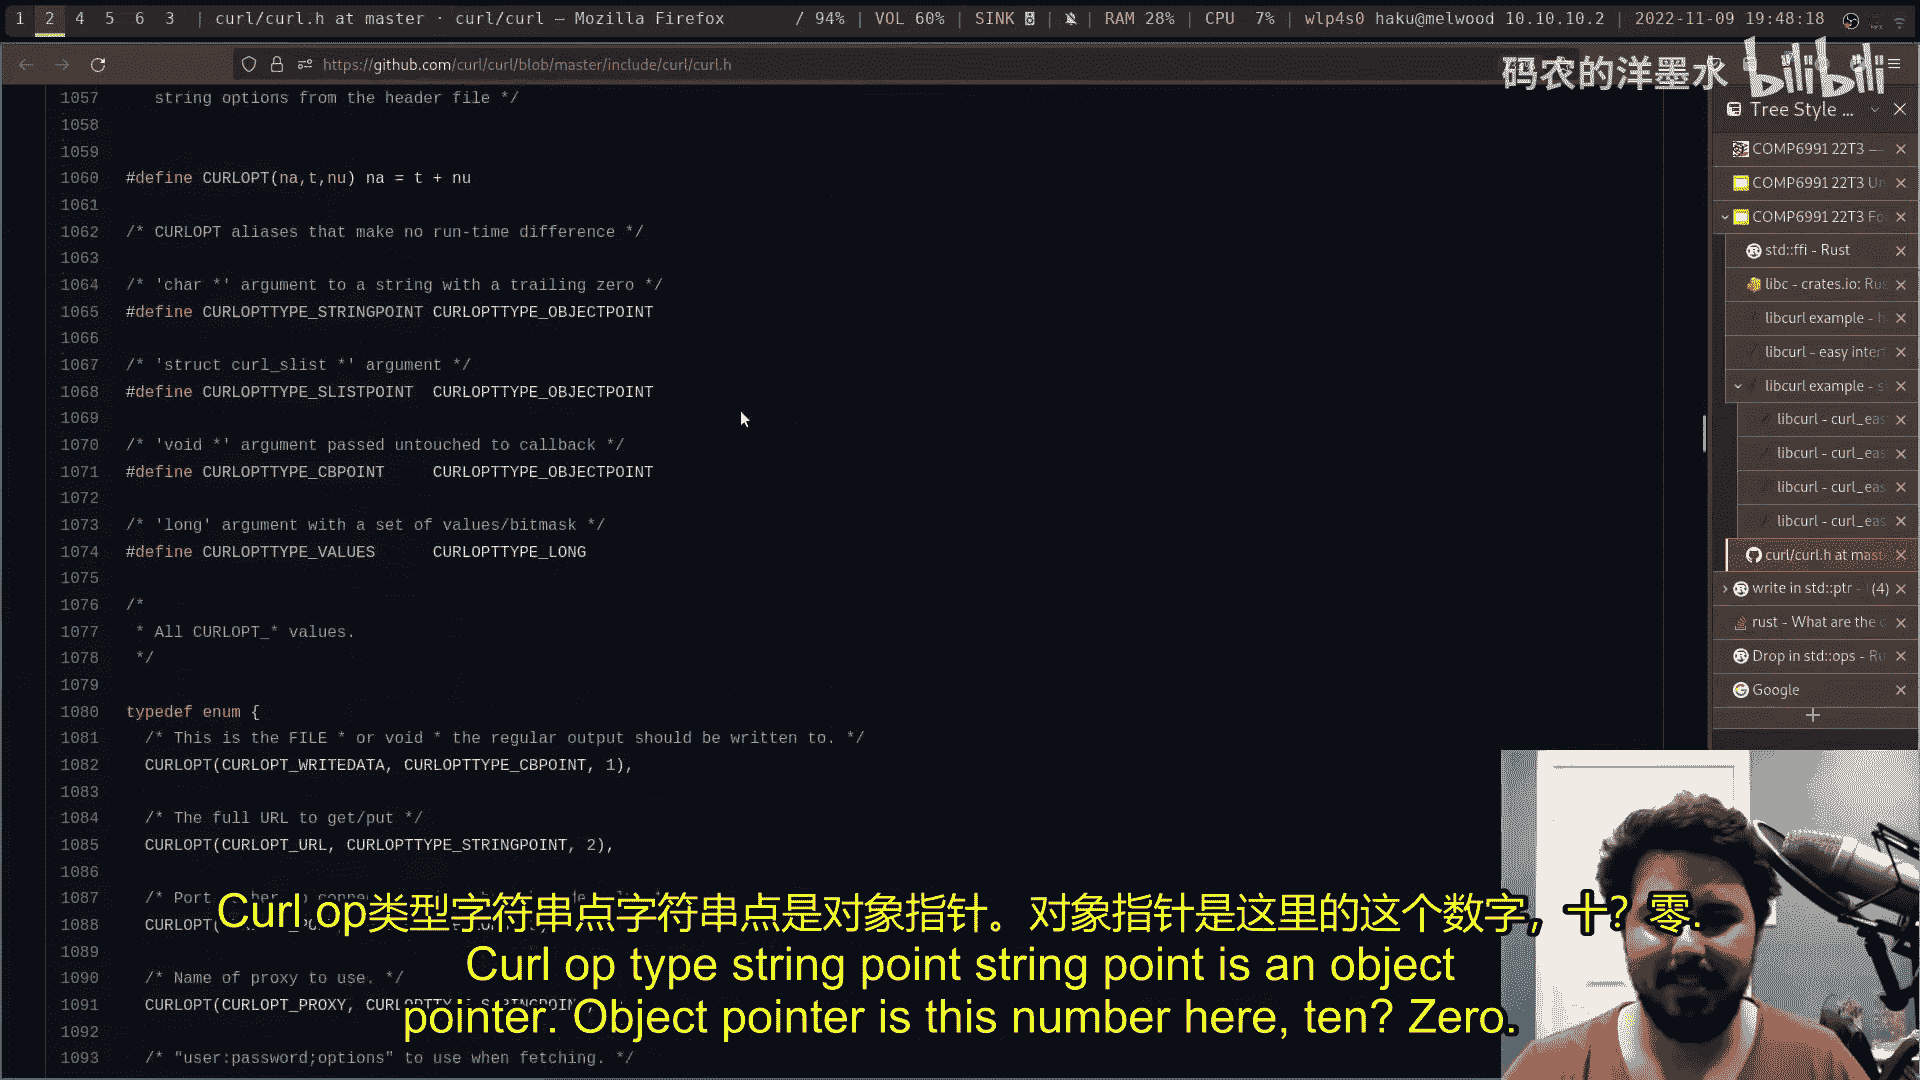 1 2 4 5 6 3 | curl/curl.h at master · curl/curl — Mozilla Firefox / 94% | VOL 60% | SINK | | RAM 28% | CPU 7% | wlp4s0 haku@melwood 10.10.10.2 | 2022-11-09 19:48:18
https://github.com/curl/curl/blob/master/include/curl/curl.h
码农的洋墨水 bilibili
1057 string options from the header file */
1058
1059
1060 #define CURLOPT(na,t,nu) na = t + nu
1061
1062 /* CURLOPT aliases that make no run-time difference */
1063
1064 /* 'char *' argument to a string with a trailing zero */
1065 #define CURLOPTTYPE_STRINGPOINT CURLOPTTYPE_OBJECTPOINT
1066
1067 /* 'struct curl_slist *' argument */
1068 #define CURLOPTTYPE_SLISTPOINT CURLOPTTYPE_OBJECTPOINT
1069
1070 /* 'void *' argument passed untouched to callback */
1071 #define CURLOPTTYPE_CBPOINT CURLOPTTYPE_OBJECTPOINT
1072
1073 /* 'long' argument with a set of values/bitmask */
1074 #define CURLOPTTYPE_VALUES CURLOPTTYPE_LONG
1075
1076 /*
1077 * All CURLOPT_* values.
1078 */
1079
1080 typedef enum {
1081 /* This is the FILE * or void * the regular output should be written to. */
1082 CURLOPT(CURLOPT_WRITEDATA, CURLOPTTYPE_CBPOINT, 1),
1083
1084 /* The full URL to get/put */
1085 CURLOPT(CURLOPT_URL, CURLOPTTYPE_STRINGPOINT, 2),
1086
1087 /* Port
1088 CURLOPT(
1089
1090 /* Name of proxy to use. */
1091 CURLOPT(CURLOPT_PROXY, CURLOPTTYPE_STRINGPOINT
1092
1093 /* "user:password;options" to use when fetching. */
Tree Style ...
COMP6991 22T3 —
COMP6991 22T3 Un
COMP6991 22T3 Fo
std::ffi - Rust
libc - crates.io: Ru
libcurl example - h
libcurl - easy inter
libcurl example - s
libcurl - curl_eas
libcurl - curl_eas
libcurl - curl_eas
libcurl - curl_eas
curl/curl.h at mast
write in std::ptr - (4)
rust - What are the
Drop in std::ops - Ru
Google
Curl op类型字符串点字符串点是对象指针。对象指针是这里的这个数字，十？零.
Curl op type string point string point is an object
pointer. Object pointer is this number here, ten? Zero.